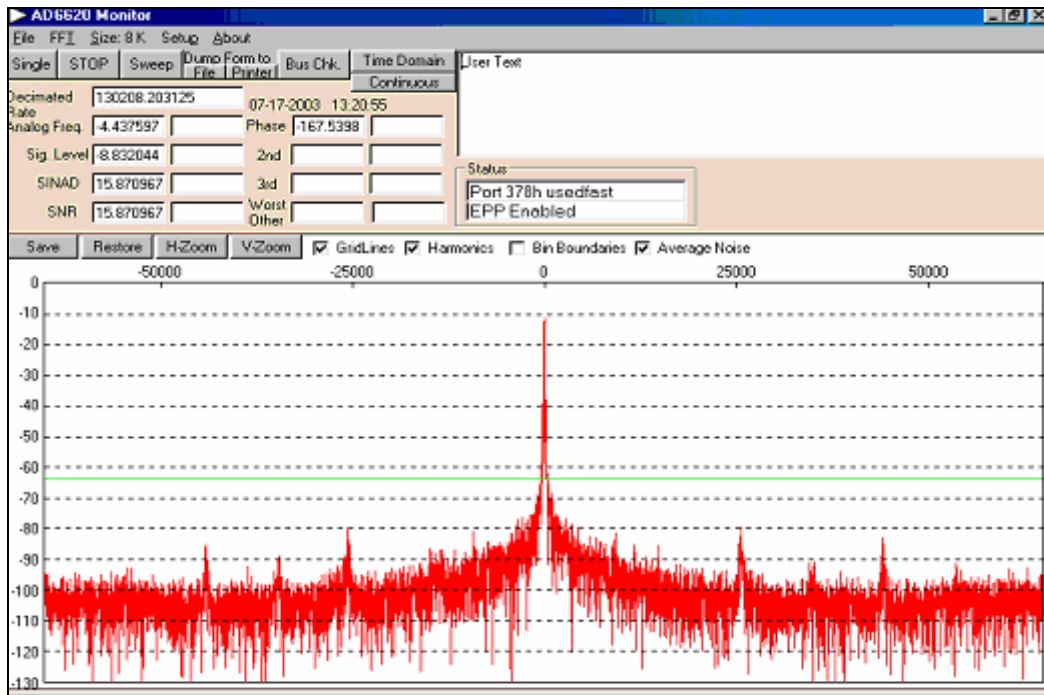 AD6620 Monitor
File FFT Size: 8 K Setup About
Single STOP Sweep Dump File Form to Printer Bus Chk. Time Domain Continuous
User Text
Decimated Rate 130208.203125 07-17-2003 13:20:55
Analog Freq. -4.437597 Phase -167.5398
Sig. Level -8.832044 2nd
SINAD 15.870967 3rd
SNR 15.870967 Worst Other
Status
Port 378h usedfast
EPP Enabled
Save Restore H-Zoom V-Zoom GridLines Harmonics Bin Boundaries Average Noise
-50000 -25000 0 25000 50000
0
-10
-20
-30
-40
-50
-60
-70
-80
-90
-100
-110
-120
-130